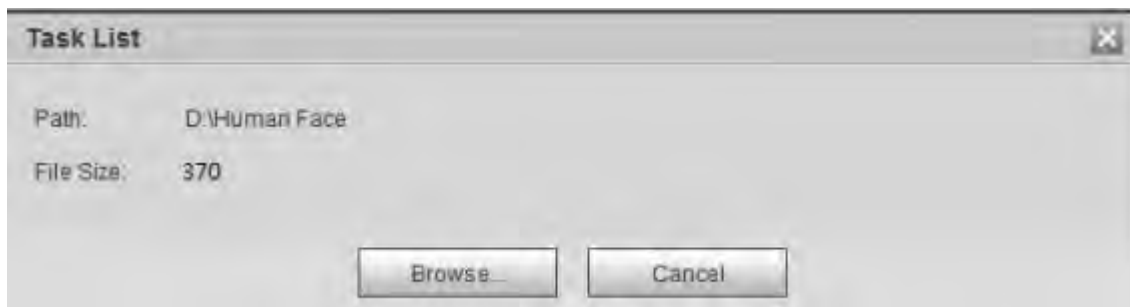 Task List
Path: D:\Human Face
File Size: 370
Browse... Cancel